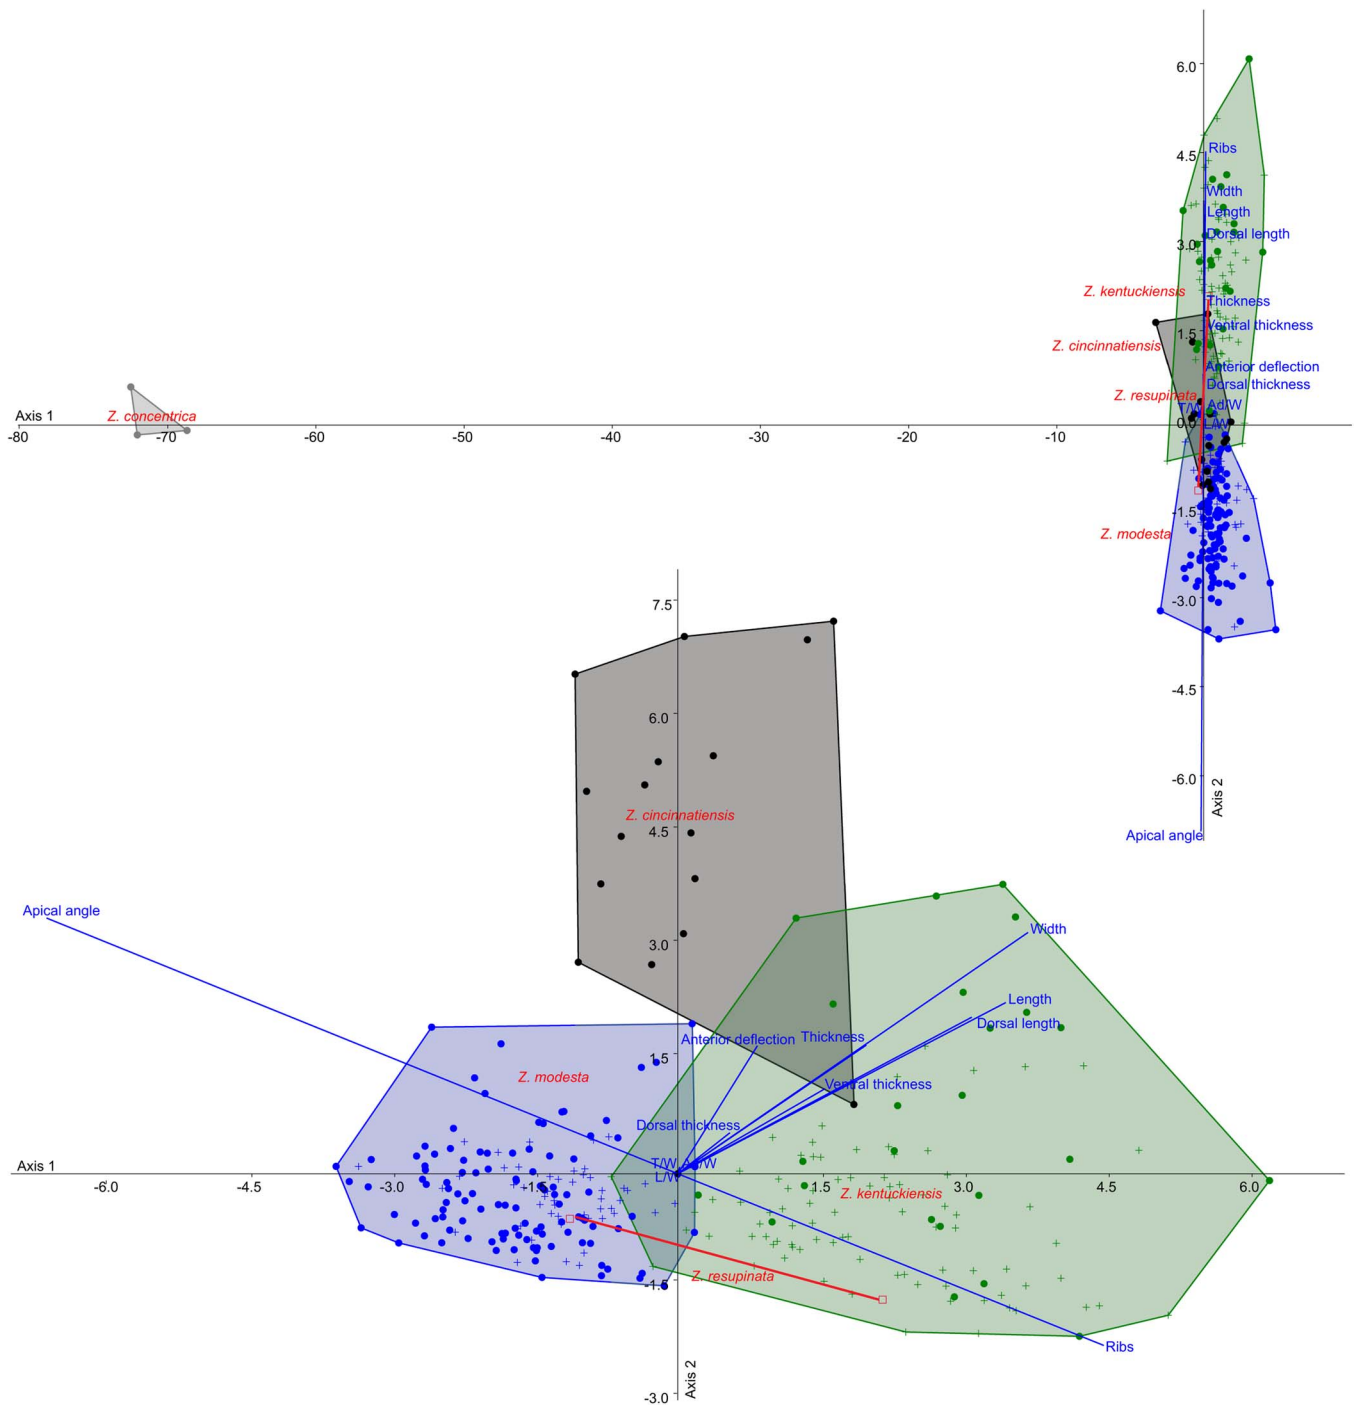 6.0
4.5
Ribs
Width
Length
3.0
Dorsal length
Z. kentuckiensis
Thickness
1.5
Ventral thickness
Z. cincinnatiensis
Anterior deflection
Dorsal thickness
Z. resupinata
T/W
Ad/W
Z. concentrica
Axis 1
0.0
L/W
-80
-70
-60
-50
-40
-30
-20
-10
-1.5
Z. modesta
-3.0
-4.5
-6.0
Axis 2
Apical angle
7.5
6.0
Z. cincinnatiensis
4.5
Apical angle
3.0
Width
Length
Dorsal length
Anterior deflection
Thickness
1.5
Z. modesta
Ventral thickness
Dorsal thickness
Axis 1
T/W
Ad/W
L/W
-6.0
-4.5
-3.0
-1.5
1.5
3.0
4.5
6.0
Z. kentuckiensis
Z. resupinata
-1.5
Ribs
Axis 2
-3.0